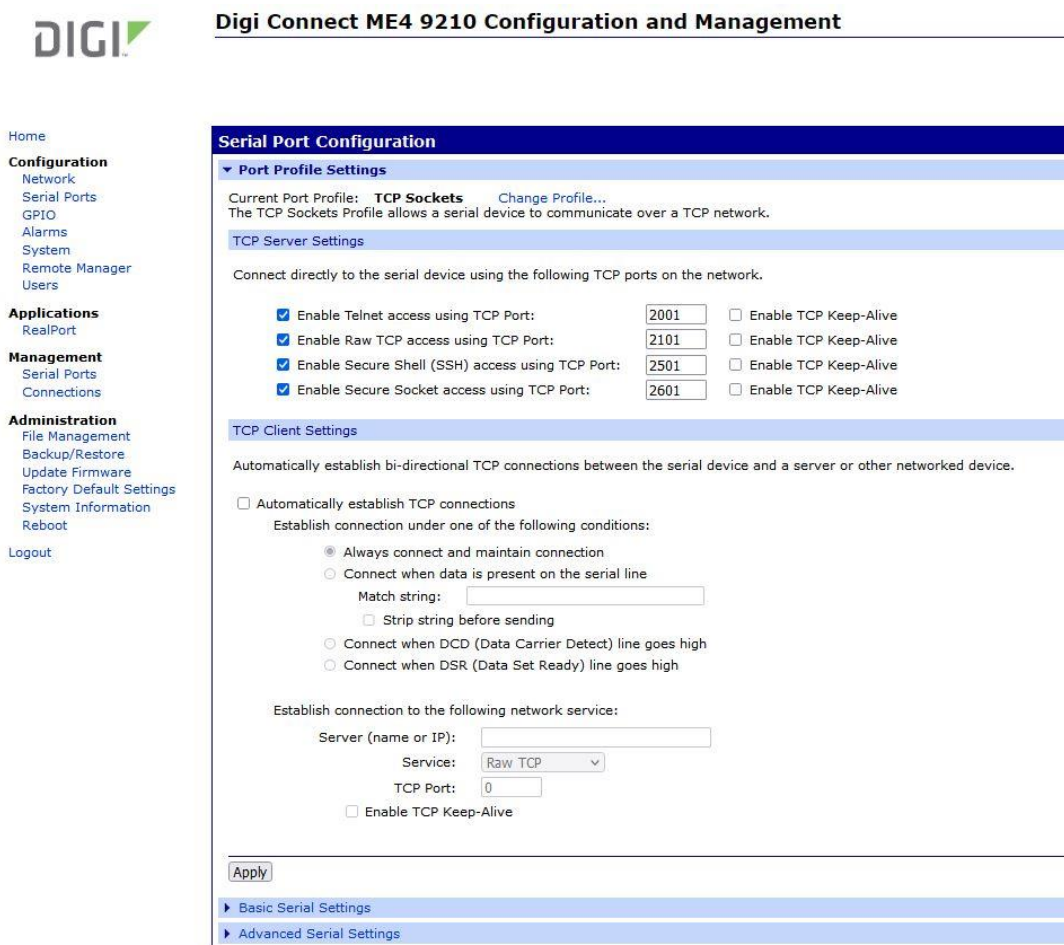 DIGI
Digi Connect ME4 9210 Configuration and Management
Home
Configuration
Network
Serial Ports
GPIO
Alarms
System
Remote Manager
Users
Applications
RealPort
Management
Serial Ports
Connections
Administration
File Management
Backup/Restore
Update Firmware
Factory Default Settings
System Information
Reboot
Logout
Serial Port Configuration
Port Profile Settings
Current Port Profile: TCP Sockets Change Profile...
The TCP Sockets Profile allows a serial device to communicate over a TCP network.
TCP Server Settings
Connect directly to the serial device using the following TCP ports on the network.
Enable Telnet access using TCP Port: 2001 Enable TCP Keep-Alive
Enable Raw TCP access using TCP Port: 2101 Enable TCP Keep-Alive
Enable Secure Shell (SSH) access using TCP Port: 2501 Enable TCP Keep-Alive
Enable Secure Socket access using TCP Port: 2601 Enable TCP Keep-Alive
TCP Client Settings
Automatically establish bi-directional TCP connections between the serial device and a server or other networked device.
Automatically establish TCP connections
Establish connection under one of the following conditions:
Always connect and maintain connection
Connect when data is present on the serial line
Match string:
Strip string before sending
Connect when DCD (Data Carrier Detect) line goes high
Connect when DSR (Data Set Ready) line goes high
Establish connection to the following network service:
Server (name or IP):
Service: Raw TCP
TCP Port: 0
Enable TCP Keep-Alive
Apply
Basic Serial Settings
Advanced Serial Settings